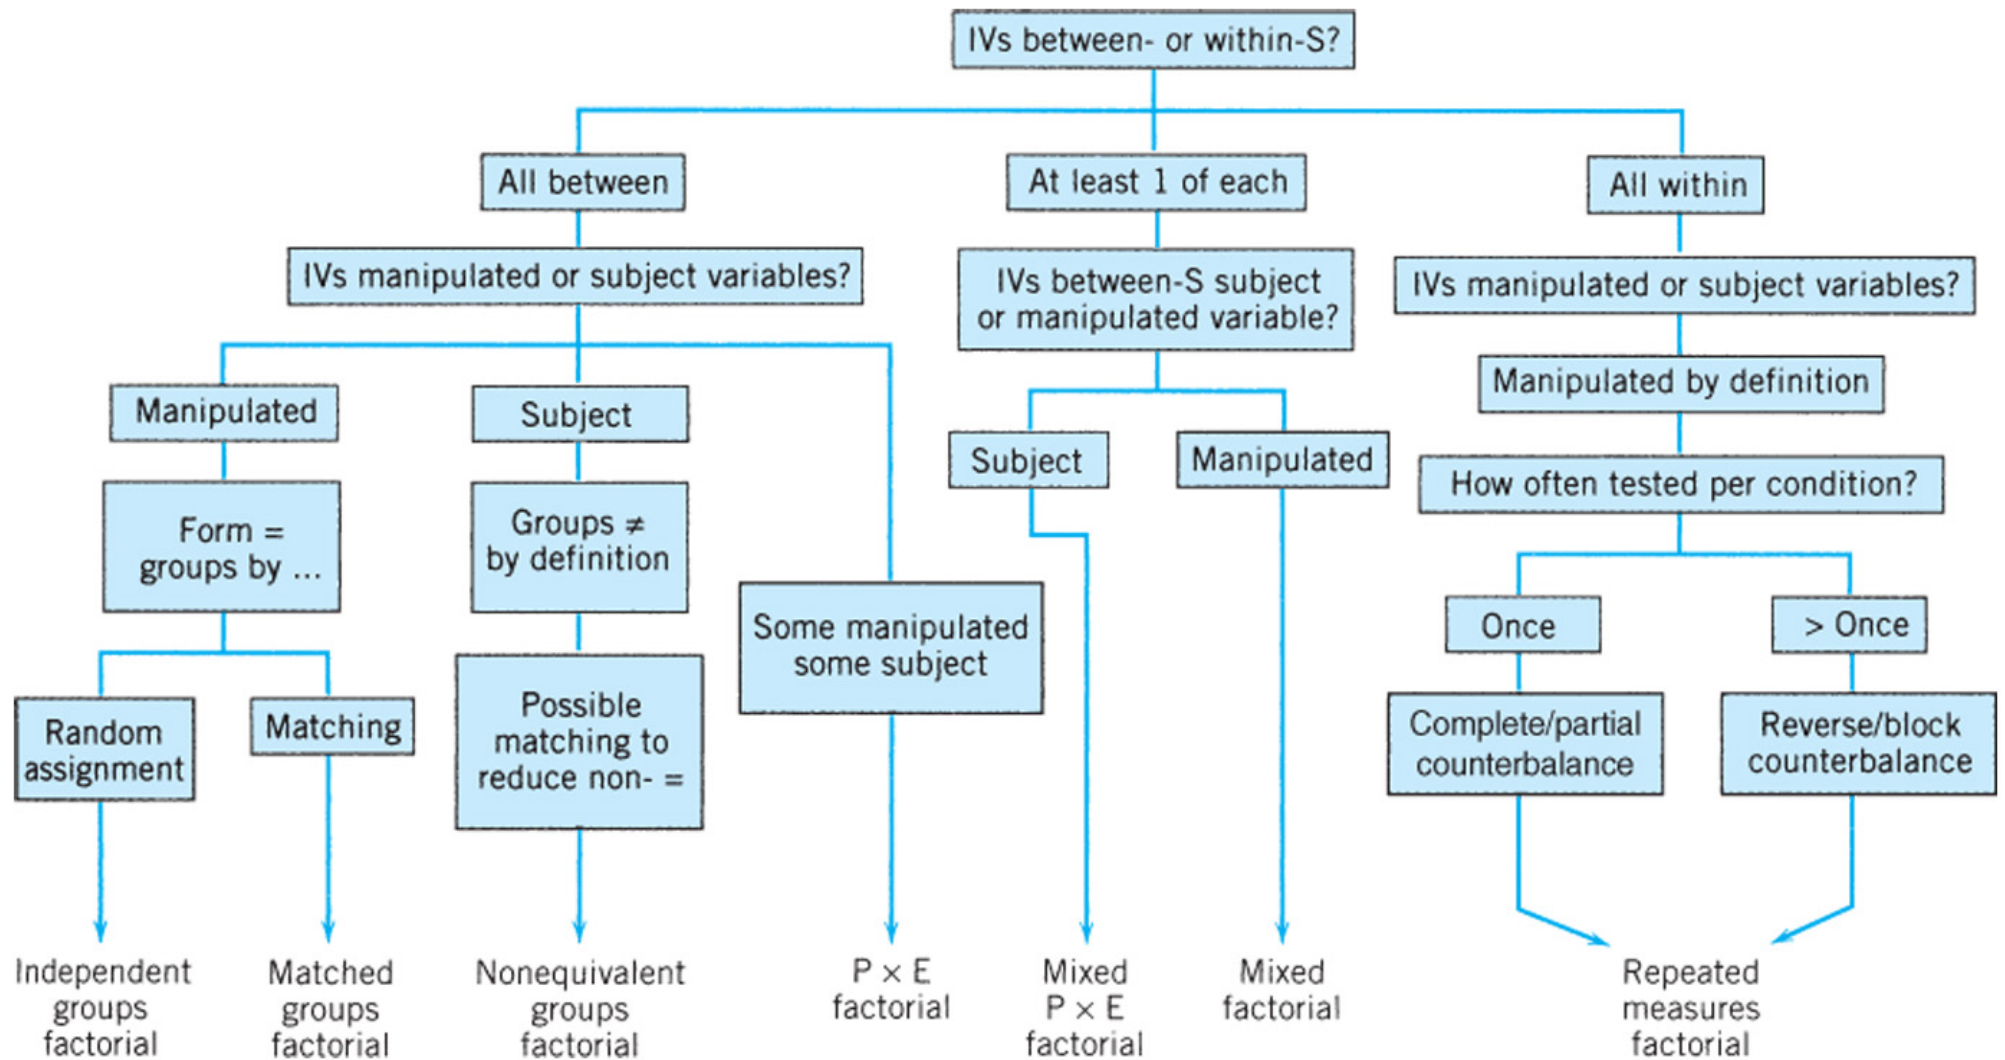 IVs between- or within-S?
All between
At least 1 of each
All within
IVs manipulated or subject variables?
IVs between-S subject
or manipulated variable?
IVs manipulated or subject variables?
Manipulated
Subject
Manipulated by definition
Subject
Manipulated
How often tested per condition?
Form =
groups by ...
Groups ≠
by definition
Some manipulated
some subject
Once
> Once
Random
assignment
Matching
Possible
matching to
reduce non- =
Complete/partial
counterbalance
Reverse/block
counterbalance
Independent
groups
factorial
Matched
groups
factorial
Nonequivalent
groups
factorial
P × E
factorial
Mixed
P × E
factorial
Mixed
factorial
Repeated
measures
factorial